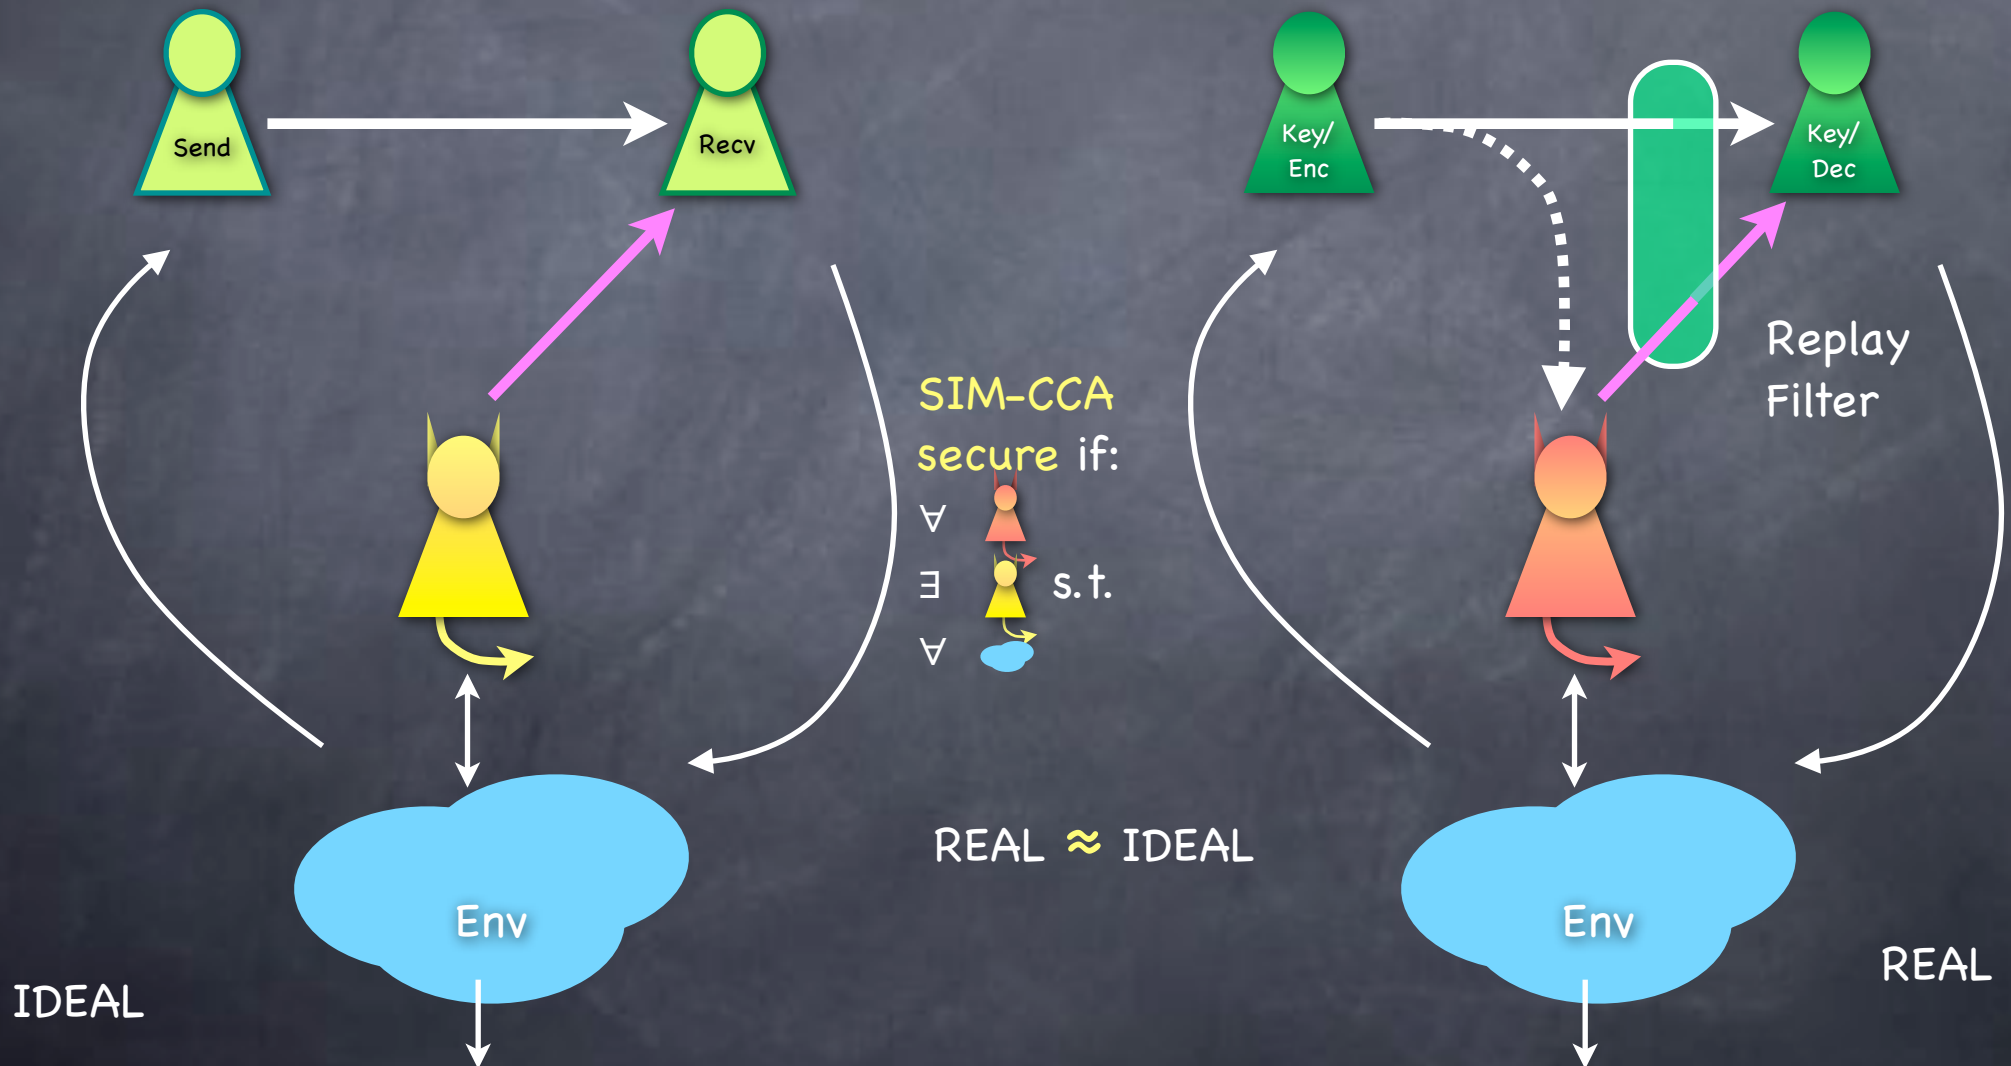 Send
Recv
Key/
Enc
Key/
Dec
Replay
Filter
SIM-CCA
secure if:
∀
∃ s.t.
∀
REAL ≈ IDEAL
Env
Env
IDEAL
REAL